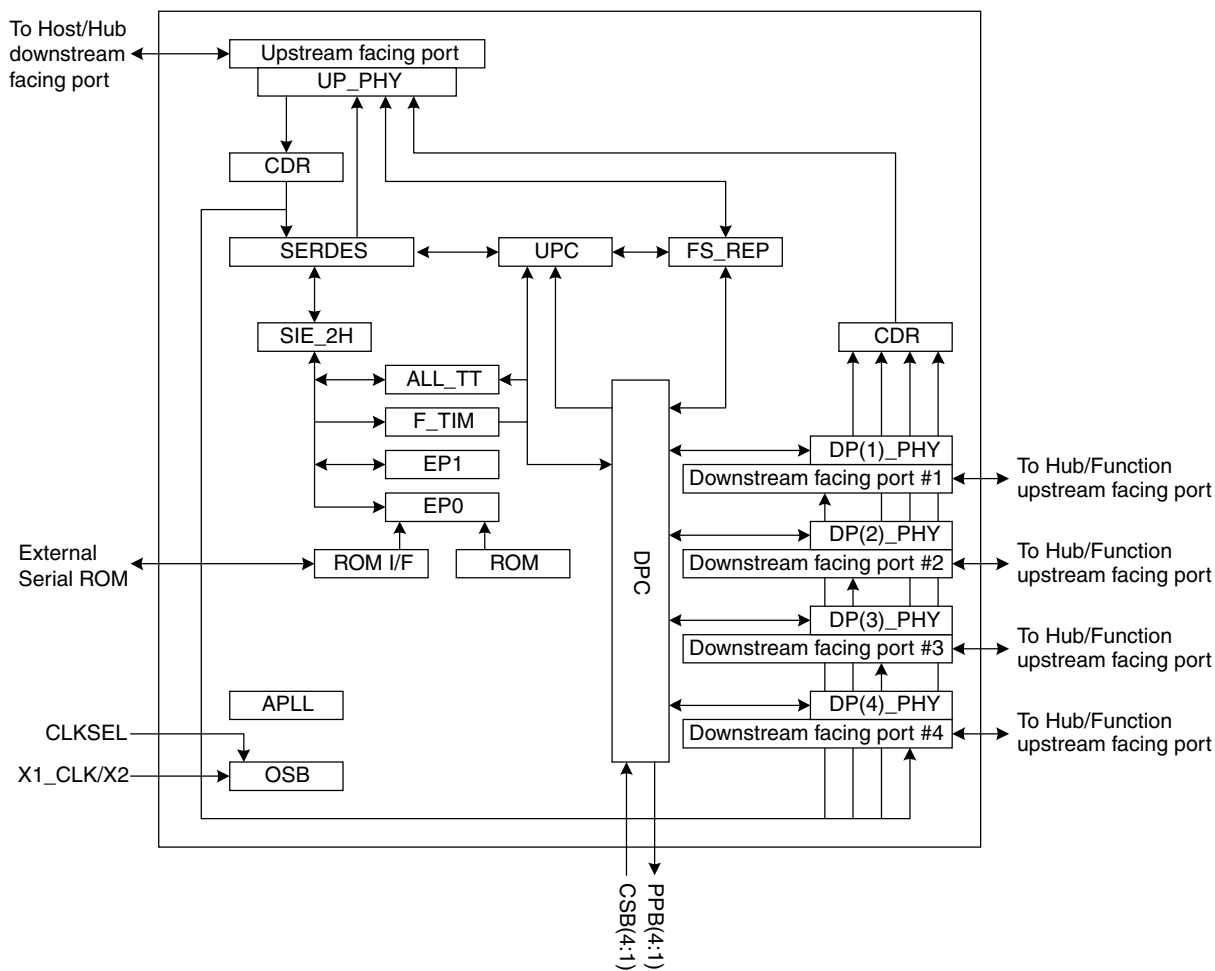 To Host/Hub
downstream
facing port
Upstream facing port
UP_PHY
CDR
SERDES
UPC
FS_REP
SIE_2H
CDR
ALL_TT
F_TIM
EP1
EP0
ROM I/F
ROM
External
Serial ROM
DPC
DP(1)_PHY
Downstream facing port #1
To Hub/Function
upstream facing port
DP(2)_PHY
Downstream facing port #2
To Hub/Function
upstream facing port
DP(3)_PHY
Downstream facing port #3
To Hub/Function
upstream facing port
DP(4)_PHY
Downstream facing port #4
To Hub/Function
upstream facing port
APLL
CLKSEL
X1_CLK/X2
OSB
CSB(4:1)
PPB(4:1)